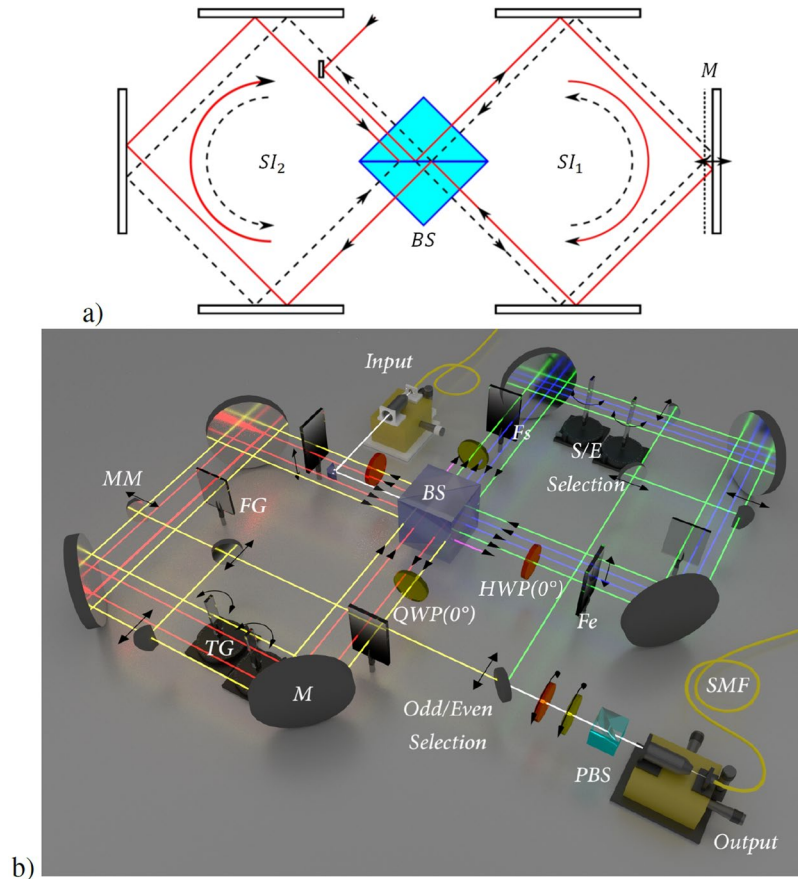 M
SI₂
SI₁
BS
a)
Input
Fs
S/E
Selection
MM
FG
BS
HWP(0°)
QWP(0°)
Fe
TG
M
Odd/Even
Selection
SMF
PBS
Output
b)